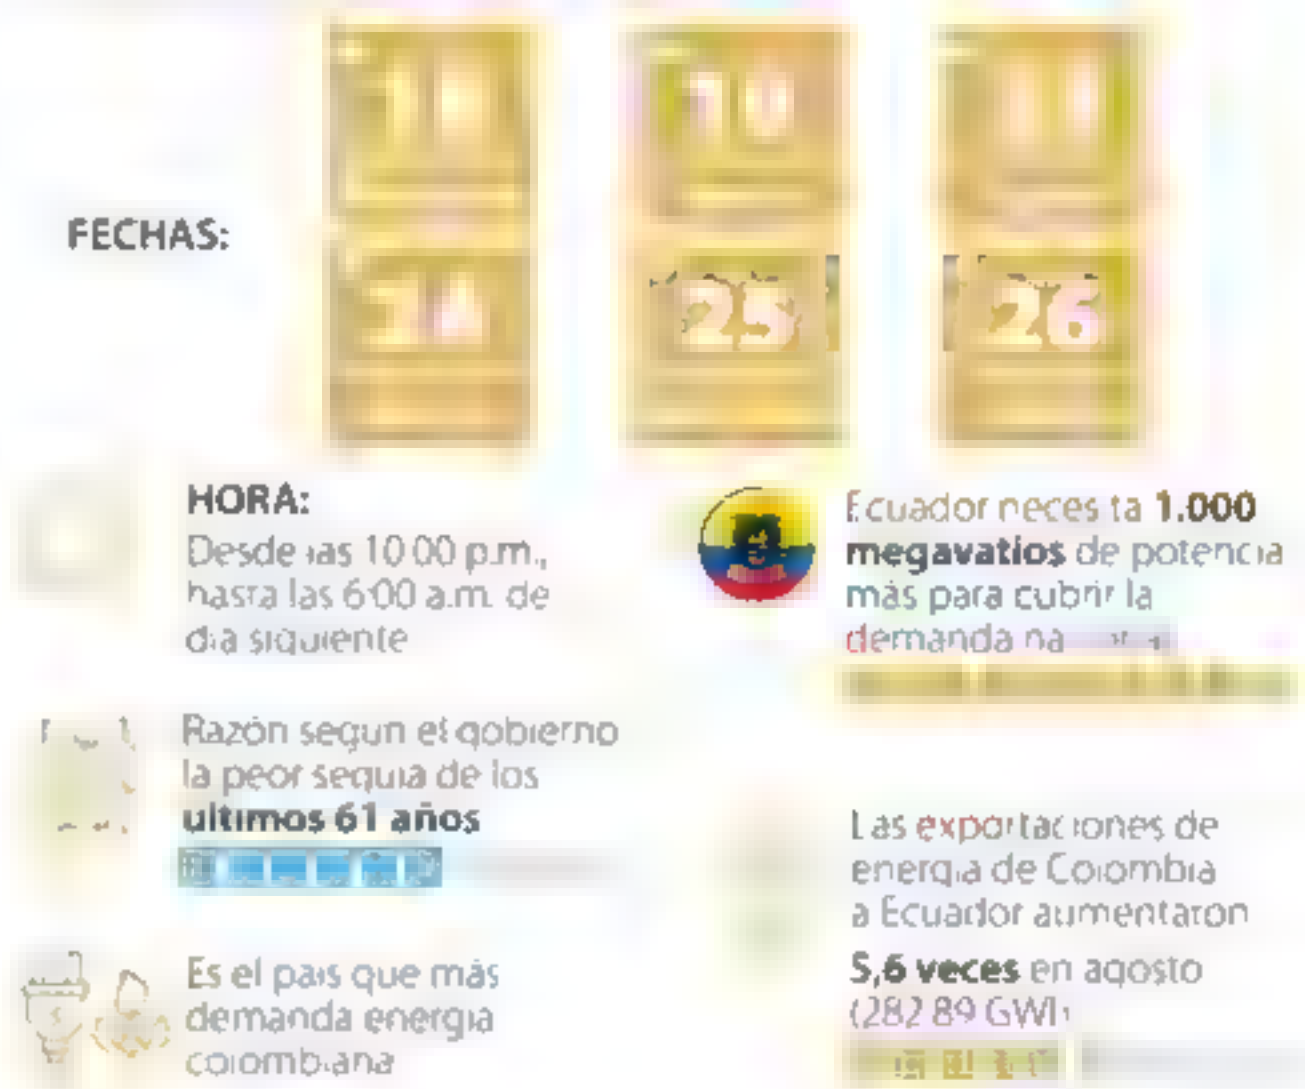 10
FECHAS:
25
26
HORA:
Desde las 10:00 p.m.,
hasta las 6:00 a.m. de
día siguiente
Ecuador necesita 1.000
megavatios de potencia
más para cubrir la
demanda
Razón según el gobierno
la peor sequía de los
últimos 61 años
Las exportaciones de
energía de Colombia
a Ecuador aumentaron
5,6 veces en agosto
(282.89 GWh
Es el país que más
demanda energía
colombiana